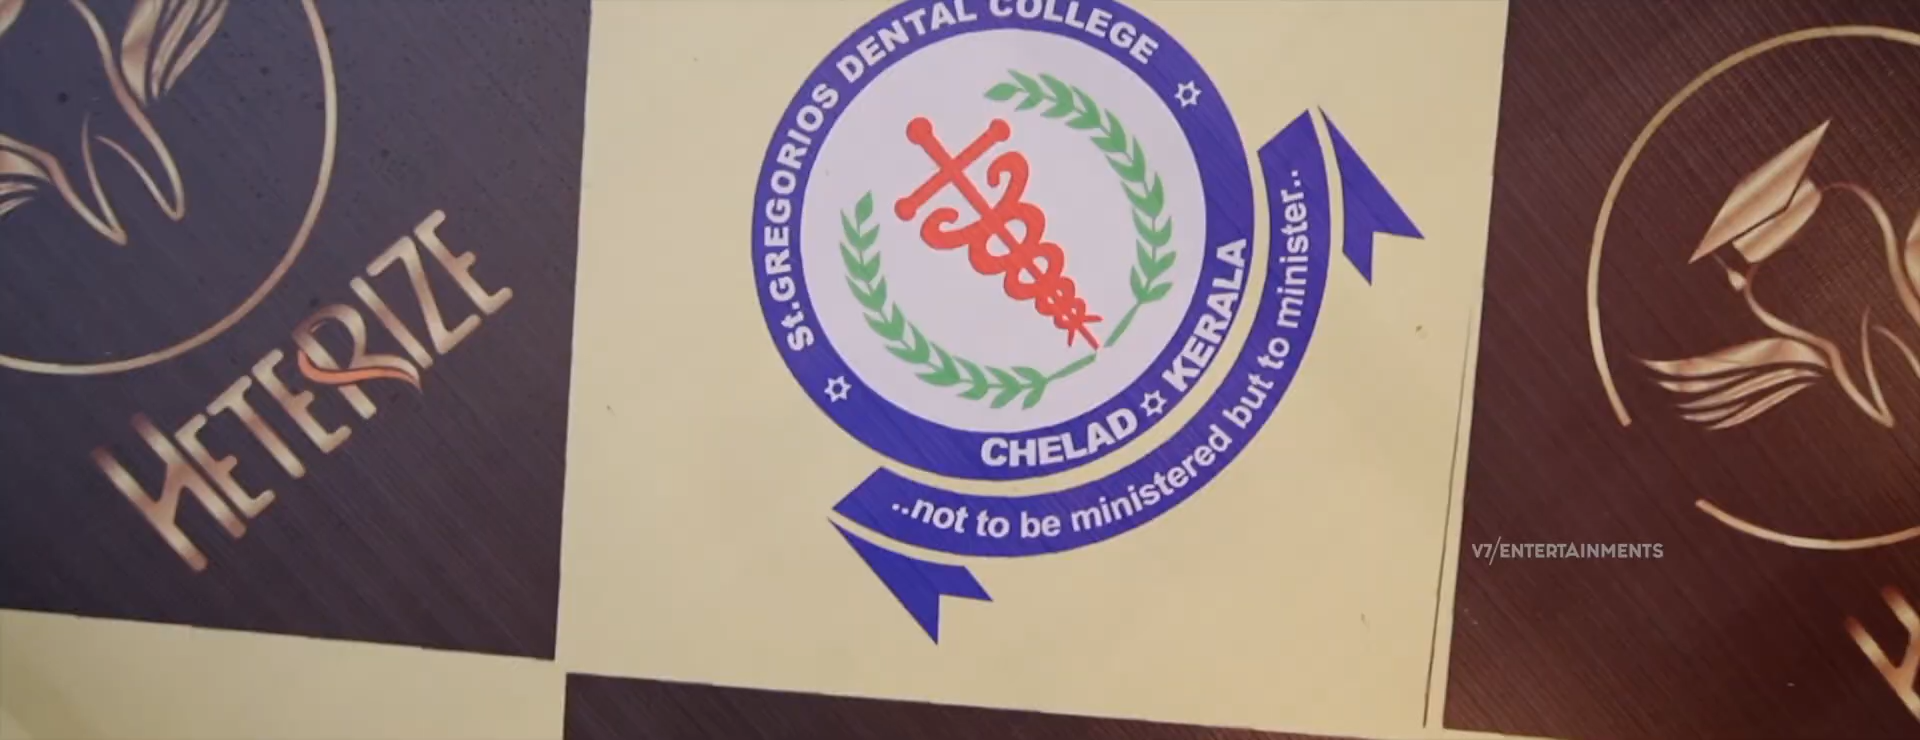 HETERIZE
St.GREGORIOS DENTAL COLLEGE
CHELAD ✡ KERALA
..not to be ministered but to minister..
V7/ENTERTAINMENTS